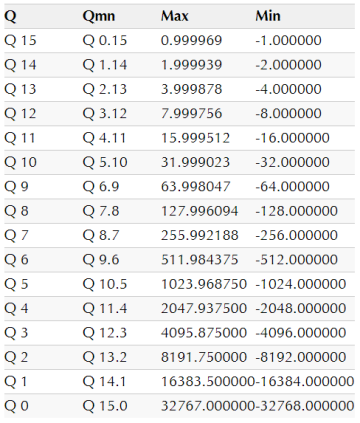 Q Qmn Max Min
Q 15 Q 0.15 0.999969 -1.000000
Q 14 Q 1.14 1.999939 -2.000000
Q 13 Q 2.13 3.999878 -4.000000
Q 12 Q 3.12 7.999756 -8.000000
Q 11 Q 4.11 15.999512 -16.000000
Q 10 Q 5.10 31.999023 -32.000000
Q 9 Q 6.9 63.998047 -64.000000
Q 8 Q 7.8 127.996094 -128.000000
Q 7 Q 8.7 255.992188 -256.000000
Q 6 Q 9.6 511.984375 -512.000000
Q 5 Q 10.5 1023.968750 -1024.000000
Q 4 Q 11.4 2047.937500 -2048.000000
Q 3 Q 12.3 4095.875000 -4096.000000
Q 2 Q 13.2 8191.750000 -8192.000000
Q 1 Q 14.1 16383.500000 -16384.000000
Q 0 Q 15.0 32767.000000 -32768.000000